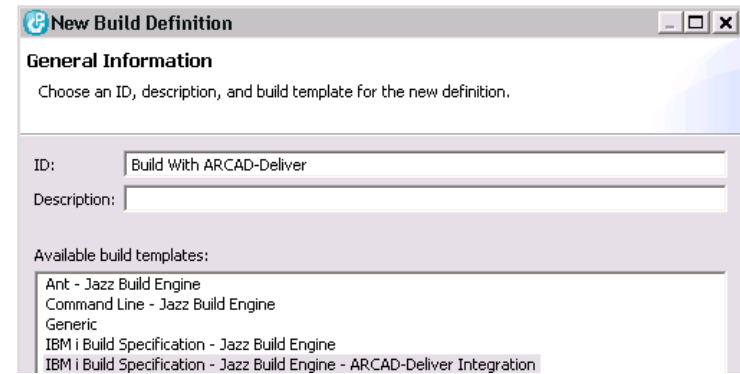 New Build Definition
General Information
Choose an ID, description, and build template for the new definition.
ID: Build With ARCAD-Deliver
Description:
Available build templates:
Ant - Jazz Build Engine
Command Line - Jazz Build Engine
Generic
IBM i Build Specification - Jazz Build Engine
IBM i Build Specification - Jazz Build Engine - ARCAD-Deliver Integration